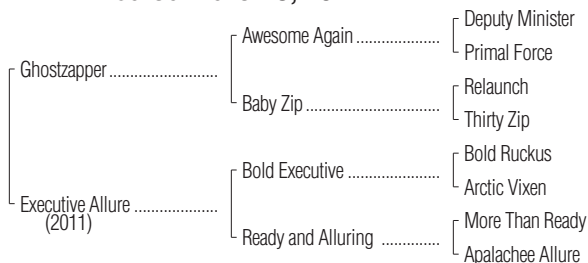 Deputy Minister
Awesome Again ....................
Primal Force
Ghostzapper ..........................
Relaunch
Baby Zip ................................
Thirty Zip
Bold Ruckus
Bold Executive ......................
Arctic Vixen
Executive Allure ....................
(2011)
More Than Ready
Ready and Alluring ..............
Apalachee Allure